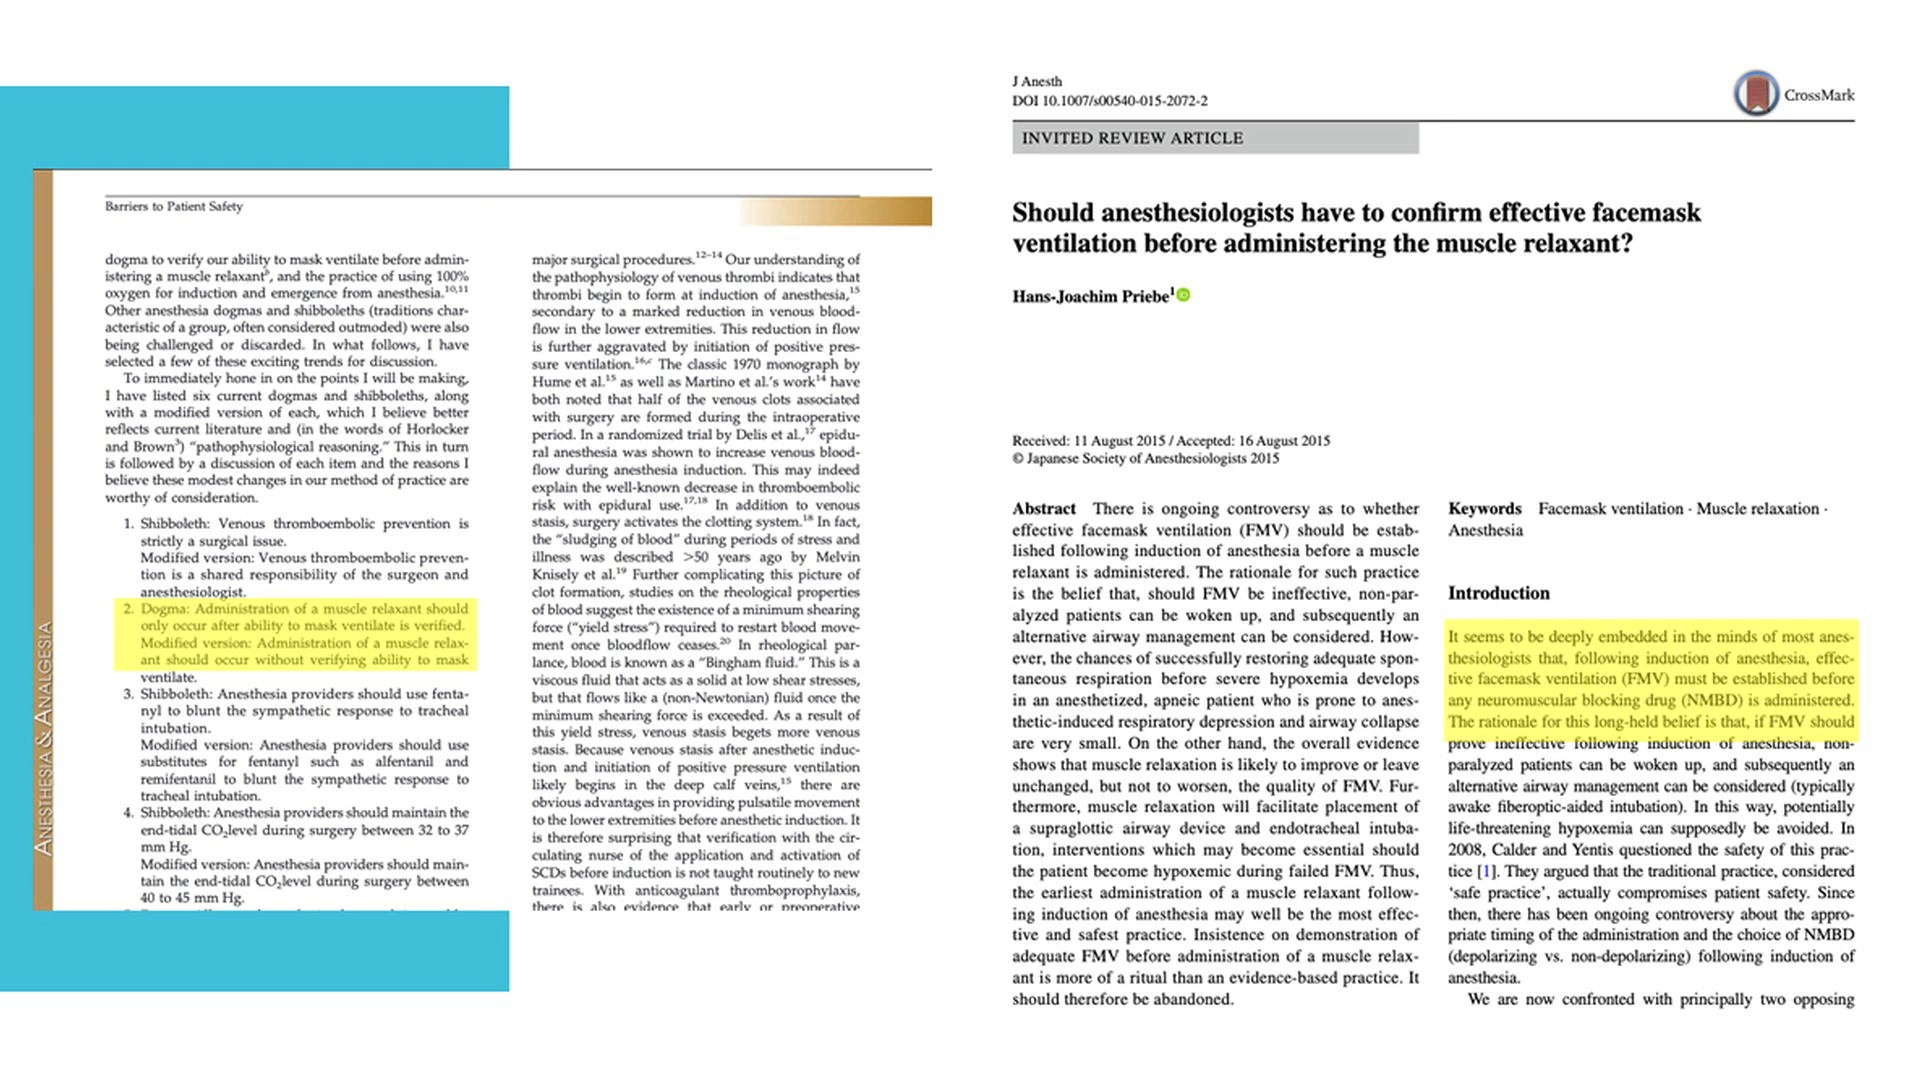 Barriers to Patient Safety
dogma to verify our ability to mask ventilate before admin-
istering a muscle relaxantᵇ, and the practice of using 100%
oxygen for induction and emergence from anesthesia.¹⁰,¹¹
Other anesthesia dogmas and shibboleths (traditions char-
acteristic of a group, often considered outmoded) were also
being challenged or discarded. In what follows, I have
selected a few of these exciting trends for discussion.
To immediately hone in on the points I will be making,
I have listed six current dogmas and shibboleths, along
with a modified version of each, which I believe better
reflects current literature and (in the words of Horlocker
and Brown³) “pathophysiological reasoning.” This in turn
is followed by a discussion of each item and the reasons I
believe these modest changes in our method of practice are
worthy of consideration.
1. Shibboleth: Venous thromboembolic prevention is
strictly a surgical issue.
Modified version: Venous thromboembolic preven-
tion is a shared responsibility of the surgeon and
anesthesiologist.
2. Dogma: Administration of a muscle relaxant should
only occur after ability to mask ventilate is verified.
Modified version: Administration of a muscle relax-
ant should occur without verifying ability to mask
ventilate.
3. Shibboleth: Anesthesia providers should use fenta-
nyl to blunt the sympathetic response to tracheal
intubation.
Modified version: Anesthesia providers should use
substitutes for fentanyl such as alfentanil and
remifentanil to blunt the sympathetic response to
tracheal intubation.
4. Shibboleth: Anesthesia providers should maintain the
end-tidal CO₂level during surgery between 32 to 37
mm Hg.
Modified version: Anesthesia providers should main-
tain the end-tidal CO₂level during surgery between
40 to 45 mm Hg.
ANESTHESIA & ANALGESIA
major surgical procedures.¹²⁻¹⁴ Our understanding of
the pathophysiology of venous thrombi indicates that
thrombi begin to form at induction of anesthesia,¹⁵
secondary to a marked reduction in venous blood-
flow in the lower extremities. This reduction in flow
is further aggravated by initiation of positive pres-
sure ventilation.¹⁶,ᶜ The classic 1970 monograph by
Hume et al.¹⁵ as well as Martino et al.’s work¹⁴ have
both noted that half of the venous clots associated
with surgery are formed during the intraoperative
period. In a randomized trial by Delis et al.,¹⁷ epidu-
ral anesthesia was shown to increase venous blood-
flow during anesthesia induction. This may indeed
explain the well-known decrease in thromboembolic
risk with epidural use.¹⁷,¹⁸ In addition to venous
stasis, surgery activates the clotting system.¹⁸ In fact,
the “sludging of blood” during periods of stress and
illness was described >50 years ago by Melvin
Knisely et al.¹⁹ Further complicating this picture of
clot formation, studies on the rheological properties
of blood suggest the existence of a minimum shearing
force (“yield stress”) required to restart blood move-
ment once bloodflow ceases.²⁰ In rheological par-
lance, blood is known as a “Bingham fluid.” This is a
viscous fluid that acts as a solid at low shear stresses,
but that flows like a (non-Newtonian) fluid once the
minimum shearing force is exceeded. As a result of
this yield stress, venous stasis begets more venous
stasis. Because venous stasis after anesthetic induc-
tion and initiation of positive pressure ventilation
likely begins in the deep calf veins,¹⁵ there are
obvious advantages in providing pulsatile movement
to the lower extremities before anesthetic induction. It
is therefore surprising that verification with the cir-
culating nurse of the application and activation of
SCDs before induction is not taught routinely to new
trainees. With anticoagulant thromboprophylaxis,
there is also evidence that early or preoperative
J Anesth
DOI 10.1007/s00540-015-2072-2
CrossMark
INVITED REVIEW ARTICLE
Should anesthesiologists have to confirm effective facemask
ventilation before administering the muscle relaxant?
Hans-Joachim Priebe¹
Received: 11 August 2015 / Accepted: 16 August 2015
© Japanese Society of Anesthesiologists 2015
Abstract There is ongoing controversy as to whether
effective facemask ventilation (FMV) should be estab-
lished following induction of anesthesia before a muscle
relaxant is administered. The rationale for such practice
is the belief that, should FMV be ineffective, non-par-
alyzed patients can be woken up, and subsequently an
alternative airway management can be considered. How-
ever, the chances of successfully restoring adequate spon-
taneous respiration before severe hypoxemia develops
in an anesthetized, apneic patient who is prone to anes-
thetic-induced respiratory depression and airway collapse
are very small. On the other hand, the overall evidence
shows that muscle relaxation is likely to improve or leave
unchanged, but not to worsen, the quality of FMV. Fur-
thermore, muscle relaxation will facilitate placement of
a supraglottic airway device and endotracheal intuba-
tion, interventions which may become essential should
the patient become hypoxemic during failed FMV. Thus,
the earliest administration of a muscle relaxant follow-
ing induction of anesthesia may well be the most effec-
tive and safest practice. Insistence on demonstration of
adequate FMV before administration of a muscle relax-
ant is more of a ritual than an evidence-based practice. It
should therefore be abandoned.
Keywords Facemask ventilation · Muscle relaxation ·
Anesthesia
Introduction
It seems to be deeply embedded in the minds of most anes-
thesiologists that, following induction of anesthesia, effec-
tive facemask ventilation (FMV) must be established before
any neuromuscular blocking drug (NMBD) is administered.
The rationale for this long-held belief is that, if FMV should
prove ineffective following induction of anesthesia, non-
paralyzed patients can be woken up, and subsequently an
alternative airway management can be considered (typically
awake fiberoptic-aided intubation). In this way, potentially
life-threatening hypoxemia can supposedly be avoided. In
2008, Calder and Yentis questioned the safety of this prac-
tice [1]. They argued that the traditional practice, considered
‘safe practice’, actually compromises patient safety. Since
then, there has been ongoing controversy about the appro-
priate timing of the administration and the choice of NMBD
(depolarizing vs. non-depolarizing) following induction of
anesthesia.
We are now confronted with principally two opposing